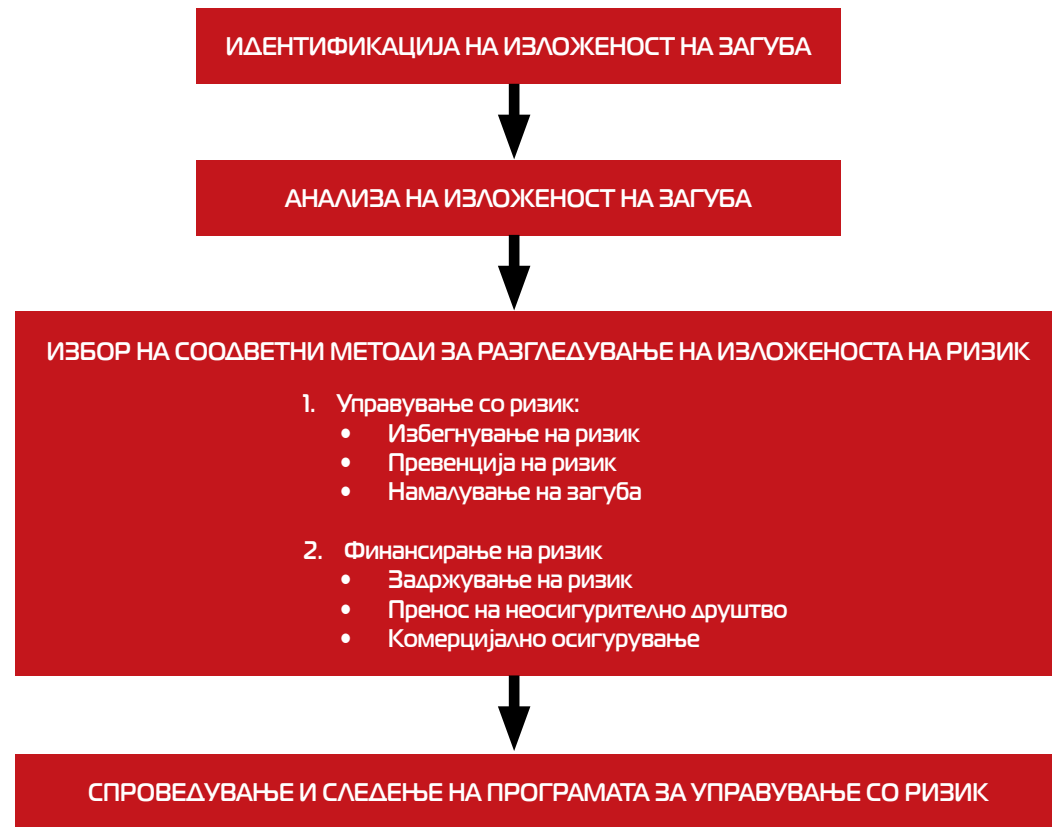 ИДЕНТИФИКАЦИЈА НА ИЗЛОЖЕНОСТ НА ЗАГУБА
АНАЛИЗА НА ИЗЛОЖЕНОСТ НА ЗАГУБА
ИЗБОР НА СООДВЕТНИ МЕТОДИ ЗА РАЗГЛЕДУВАЊЕ НА ИЗЛОЖЕНОСТА НА РИЗИК
1. Управување со ризик:
• Избегнување на ризик
• Превенција на ризик
• Намалување на загуба
2. Финансирање на ризик
• Задржување на ризик
• Пренос на неосигурително друштво
• Комерцијално осигурување
СПРОВЕДУВАЊЕ И СЛЕДЕЊЕ НА ПРОГРАМАТА ЗА УПРАВУВАЊЕ СО РИЗИК